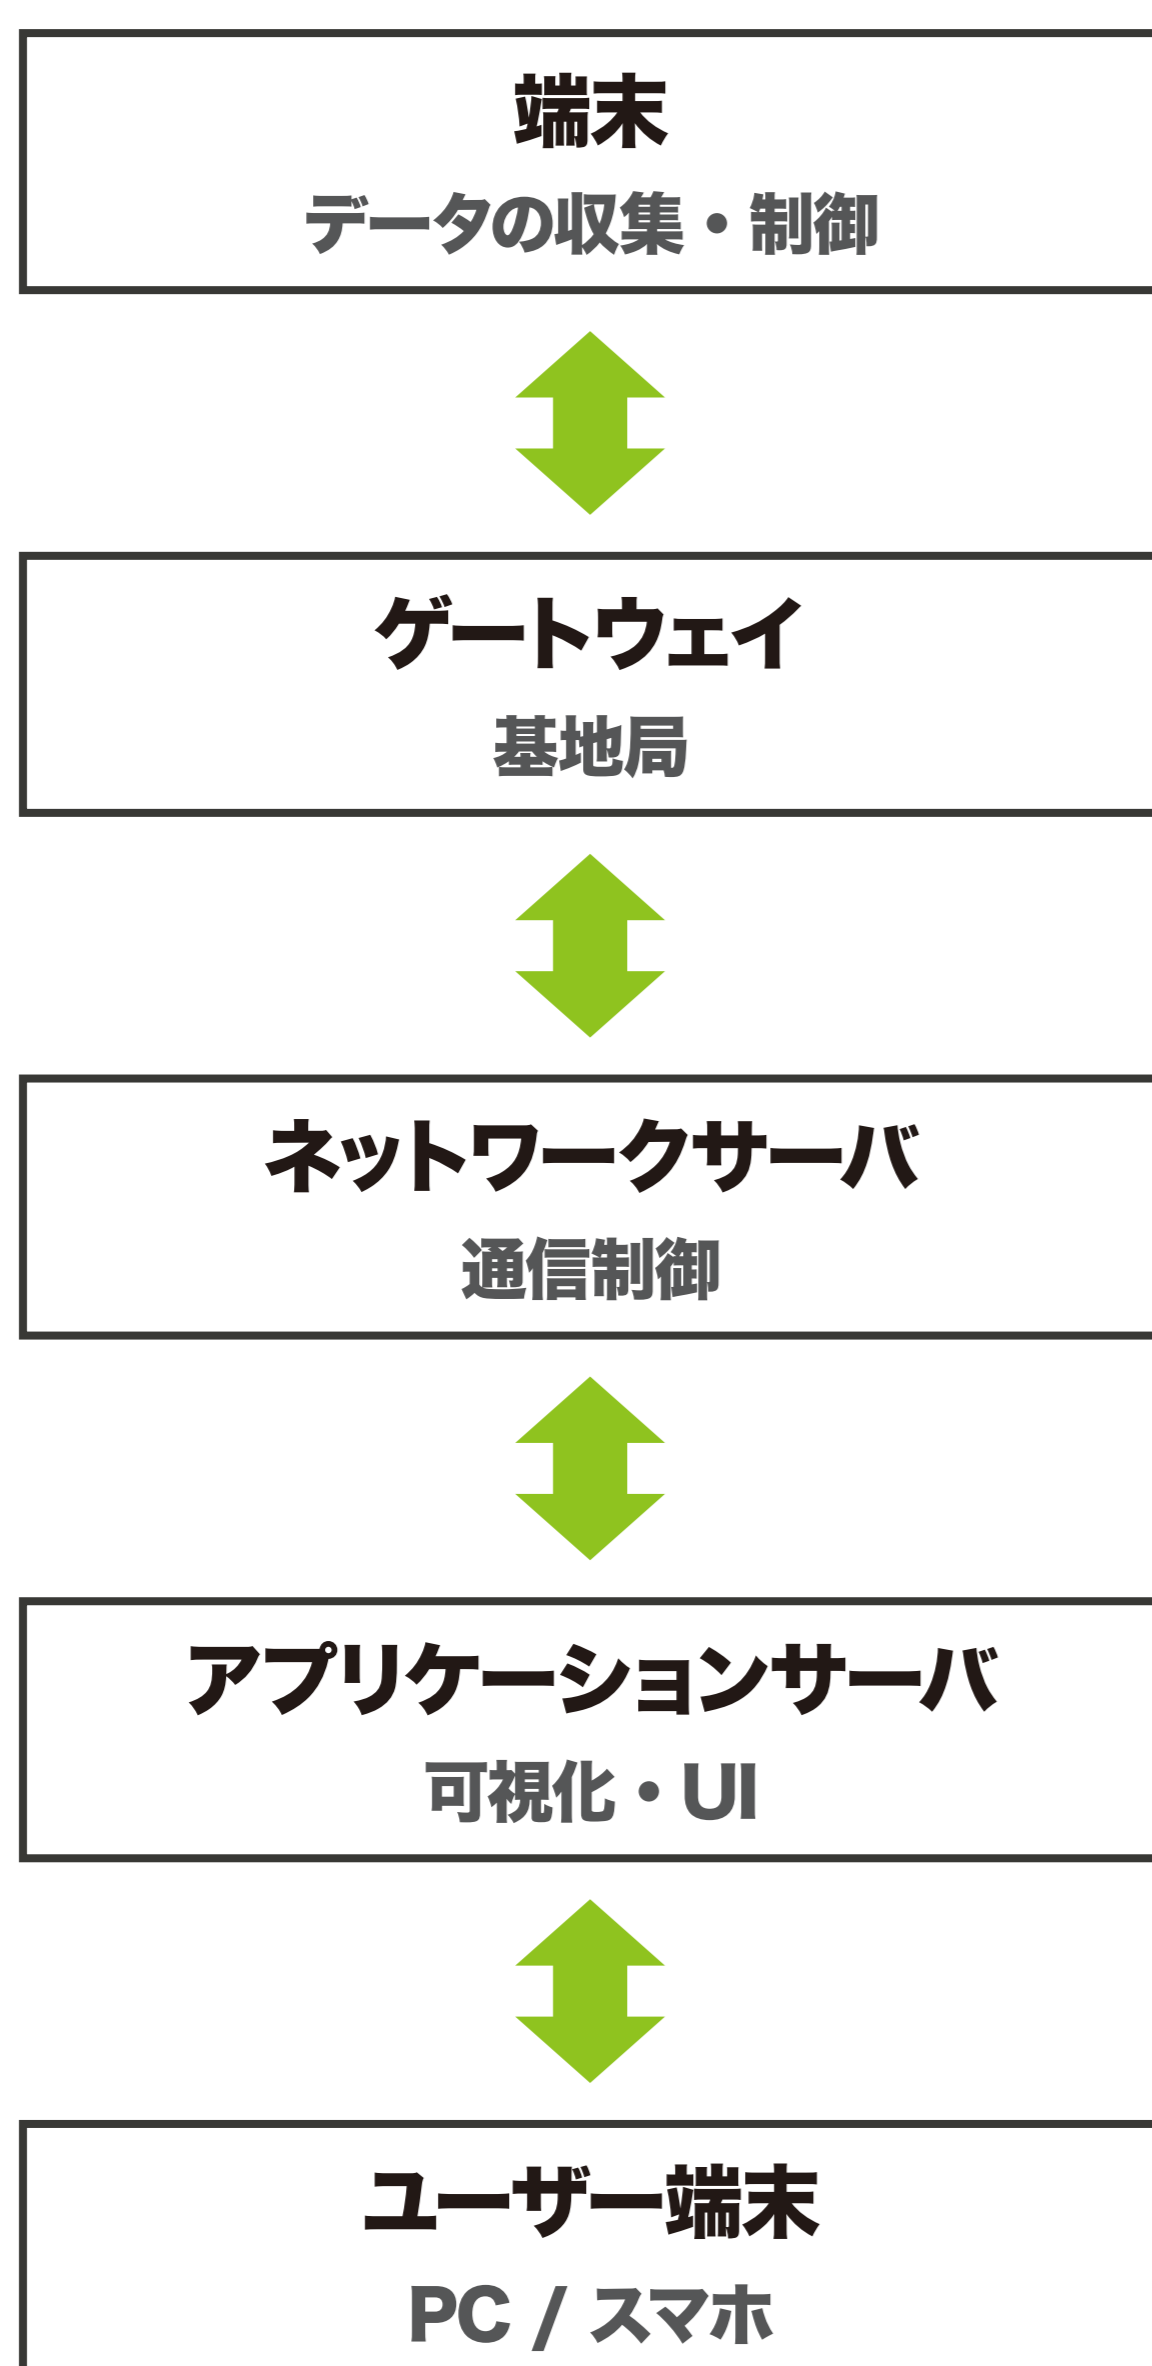 端末
データの収集・制御
ゲートウェイ
基地局
ネットワークサーバ
通信制御
アプリケーションサーバ
可視化・UI
ユーザー端末
PC / スマホ